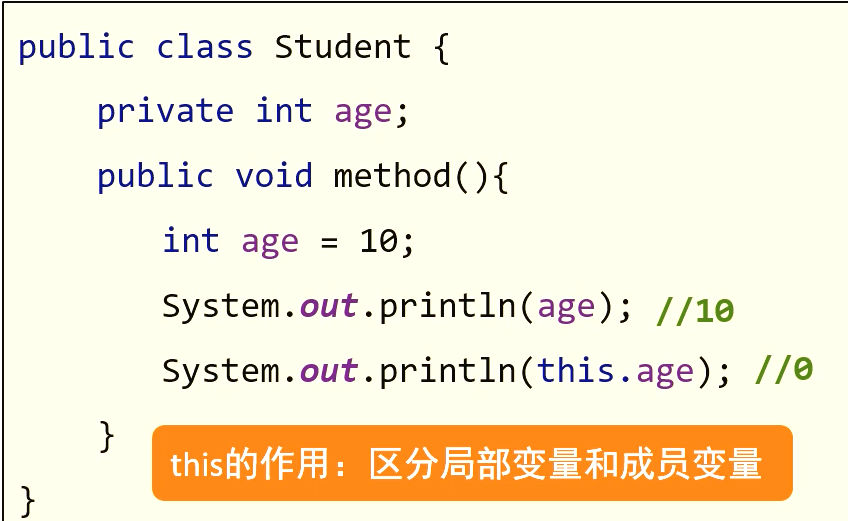 public class Student {
private int age;
public void method(){
int age = 10;
System.out.println(age); //10
System.out.println(this.age); //0
}
this的作用：区分局部变量和成员变量
}